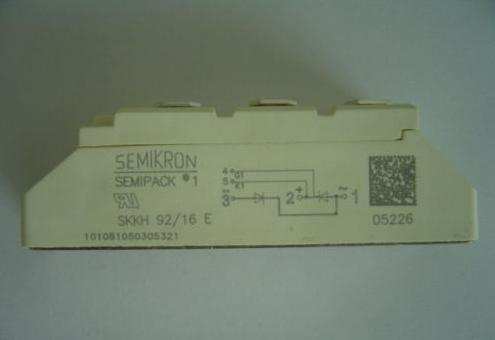 SEMIKRON
SEMIPACK ® 1
SKKH 92/16 E
101081050305321
4 G1
5 K1
3 ~ 2 + 1 ~
05226